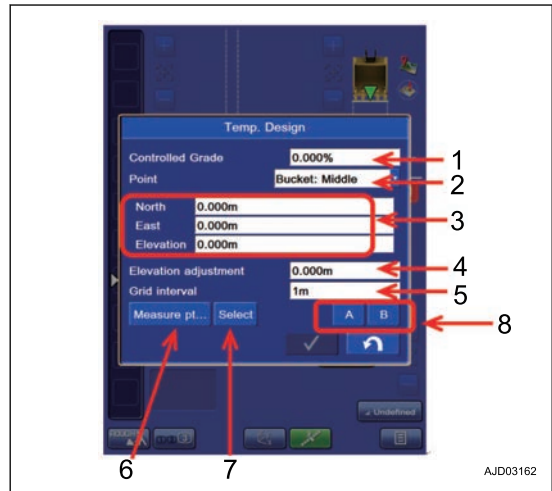 Temp. Design
Controlled Grade 0.000% 1
Point Bucket: Middle 2
North 0.000m
East 0.000m 3
Elevation 0.000m
Elevation adjustment 0.000m 4
Grid interval 1m 5
Measure pt... Select A B 8
Undefined
6 7
AJD03162